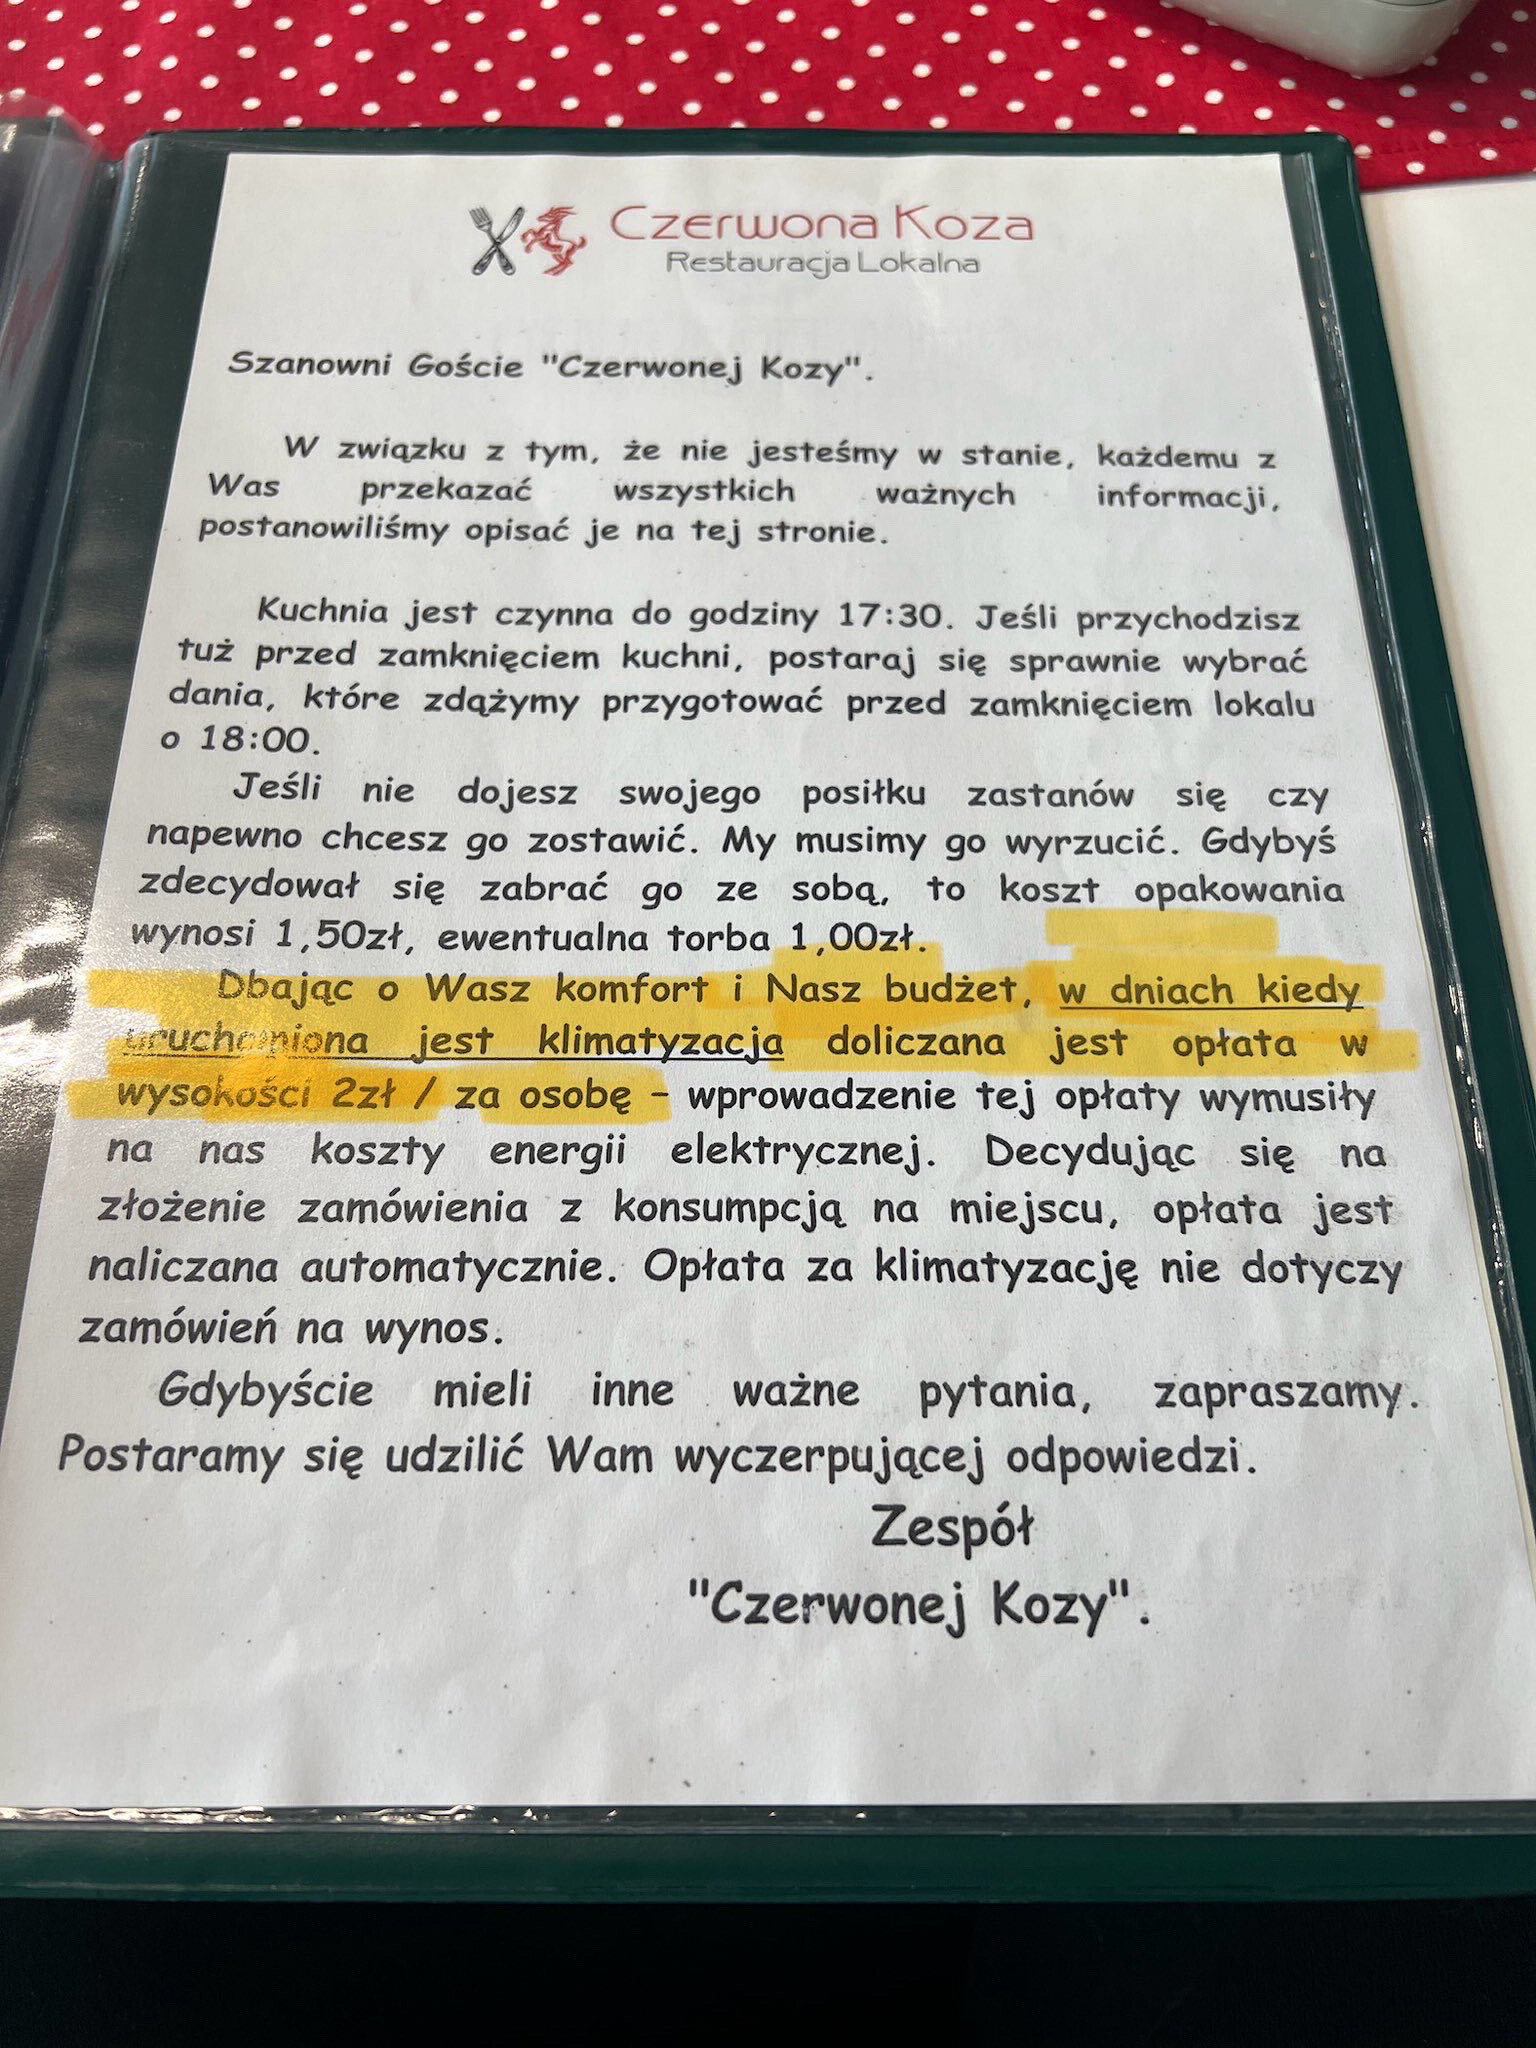 Czerwona Koza
Restauracja Lokalna
Szanowni Goście "Czerwonej Kozy".
W związku z tym, że nie jesteśmy w stanie, każdemu z
Was przekazać wszystkich ważnych informacji,
postanowiliśmy opisać je na tej stronie.
Kuchnia jest czynna do godziny 17:30. Jeśli przychodzisz
tuż przed zamknięciem kuchni, postaraj się sprawnie wybrać
dania, które zdążymy przygotować przed zamknięciem lokalu
o 18:00.
Jeśli nie dojesz swojego posiłku zastanów się czy
napewno chcesz go zostawić. My musimy go wyrzucić. Gdybyś
zdecydował się zabrać go ze sobą, to koszt opakowania
wynosi 1,50zł, ewentualna torba 1,00zł.
Dbając o Wasz komfort i Nasz budżet, w dniach kiedy
uruchomiona jest klimatyzacja doliczana jest opłata w
wysokości 2zł / za osobę - wprowadzenie tej opłaty wymusiły
na nas koszty energii elektrycznej. Decydując się na
złożenie zamówienia z konsumpcją na miejscu, opłata jest
naliczana automatycznie. Opłata za klimatyzację nie dotyczy
zamówień na wynos.
Gdybyście mieli inne ważne pytania, zapraszamy.
Postaramy się udzilić Wam wyczerpującej odpowiedzi.
Zespół
"Czerwonej Kozy".